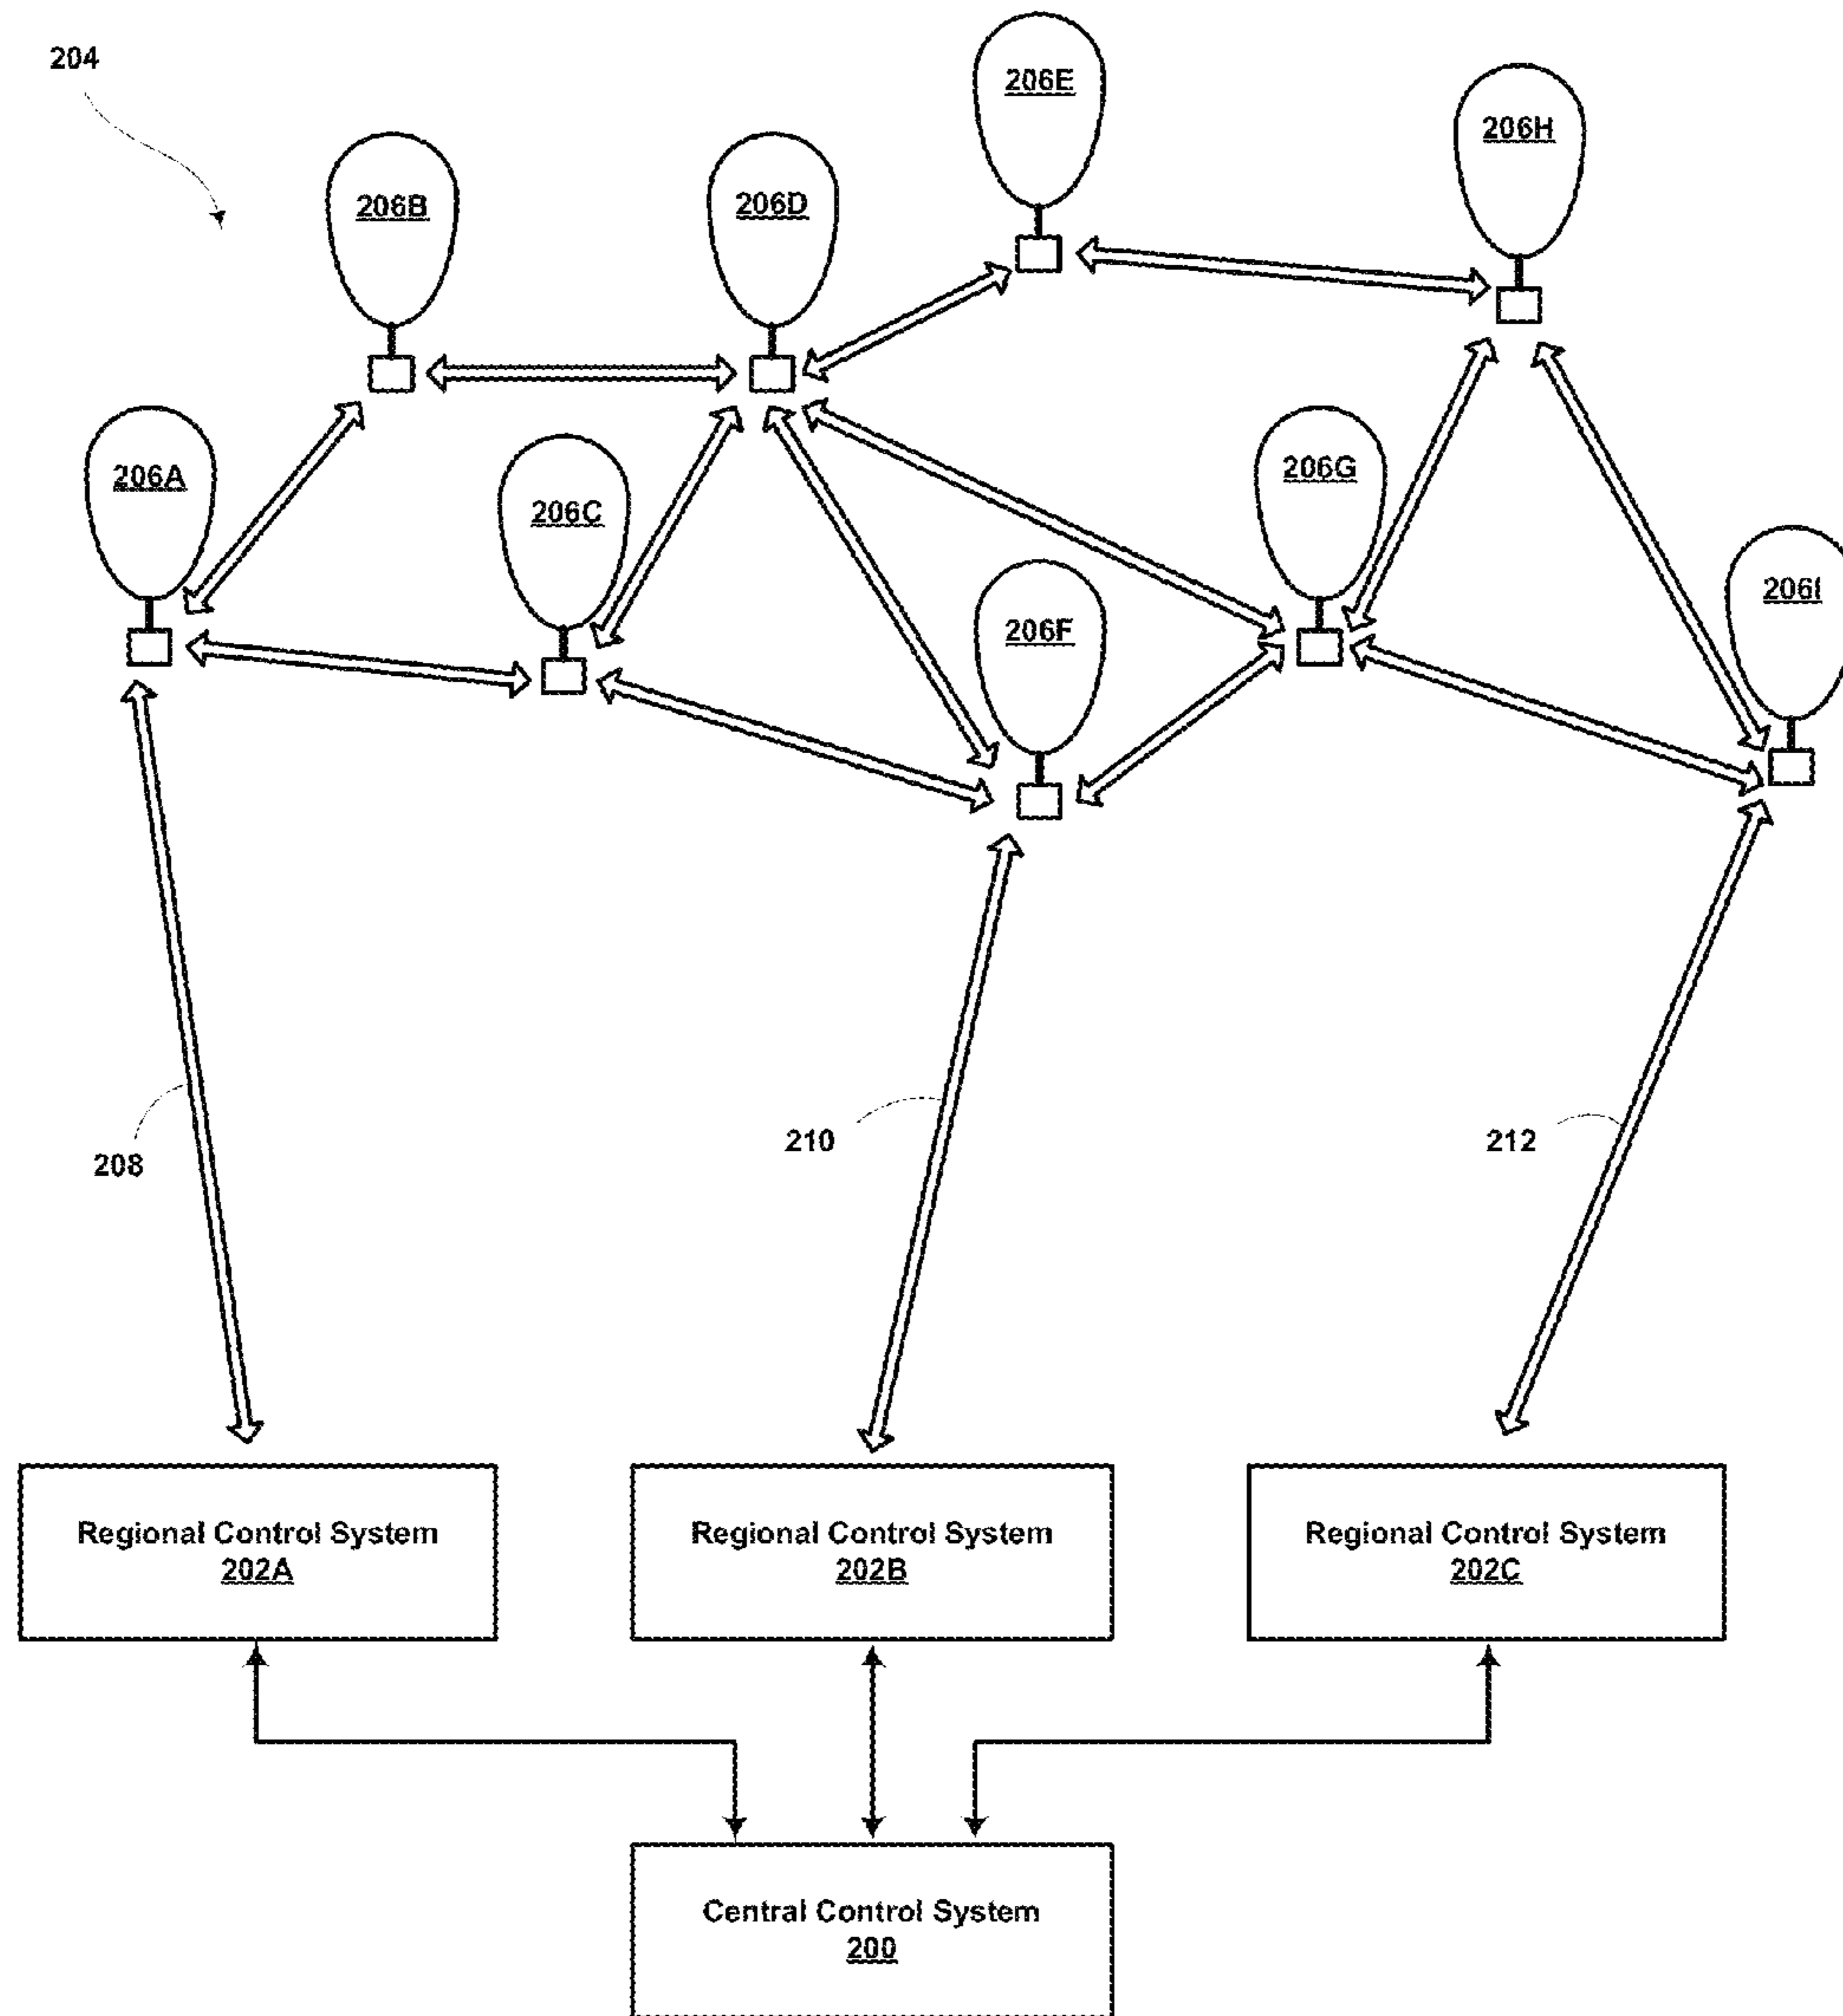 204
206E
206H
206B
206D
206A
206C
206G
206F
206I
208
210
212
Regional Control System
202A
Regional Control System
202B
Regional Control System
202C
Central Control System
200